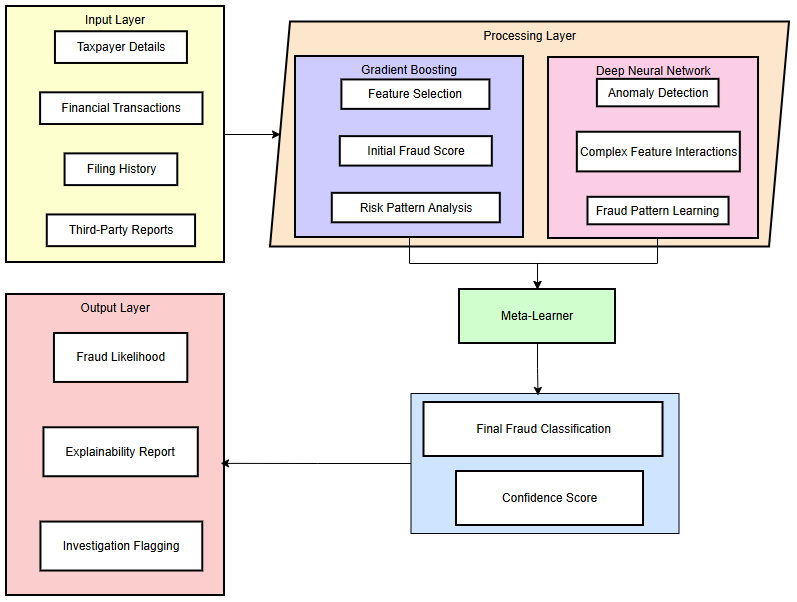 Input Layer
Taxpayer Details
Financial Transactions
Filing History
Third-Party Reports
Processing Layer
Gradient Boosting
Feature Selection
Initial Fraud Score
Risk Pattern Analysis
Deep Neural Network
Anomaly Detection
Complex Feature Interactions
Fraud Pattern Learning
Meta-Learner
Final Fraud Classification
Confidence Score
Output Layer
Fraud Likelihood
Explainability Report
Investigation Flagging